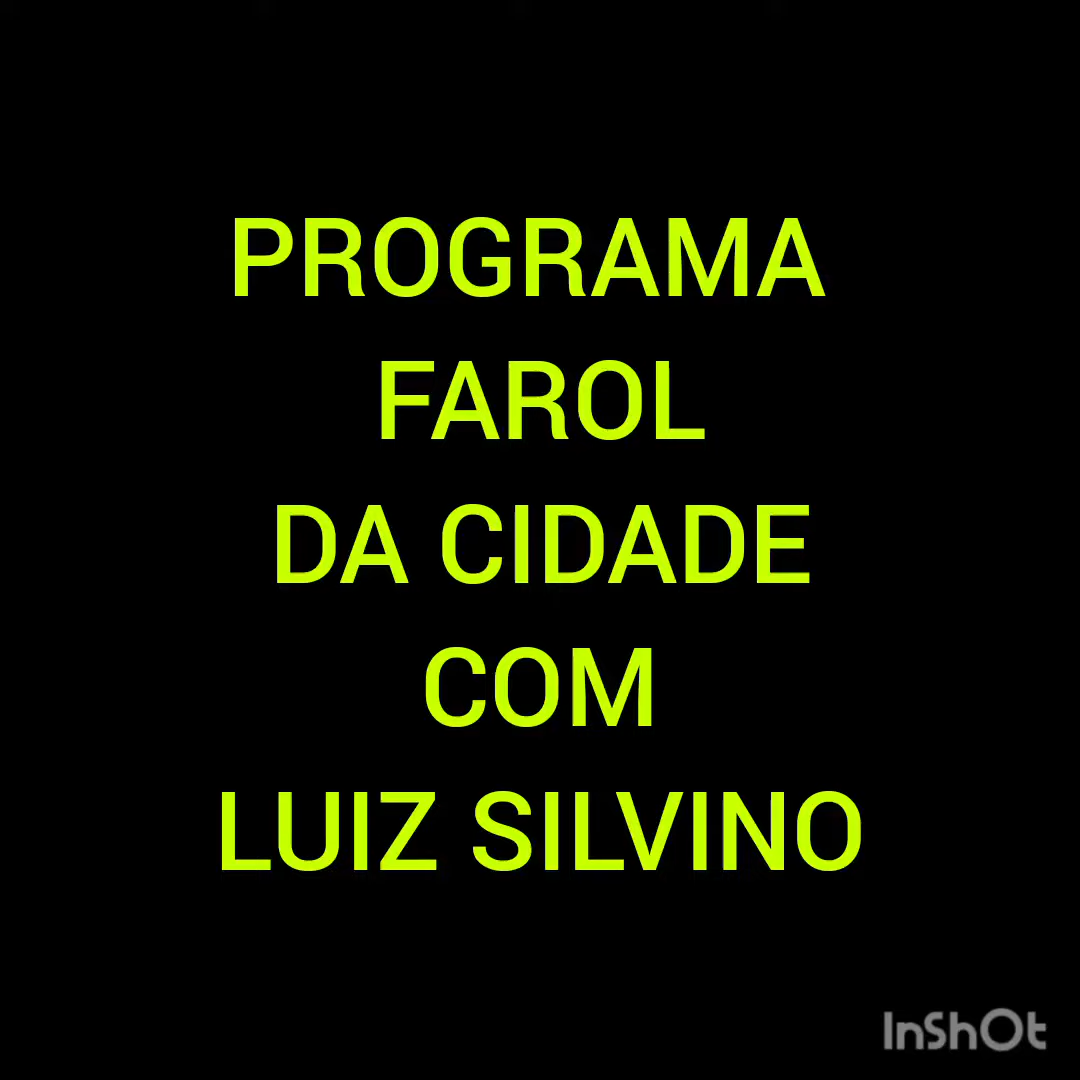 PROGRAMA
FAROL
DA CIDADE
COM
LUIZ SILVINO
InShOt